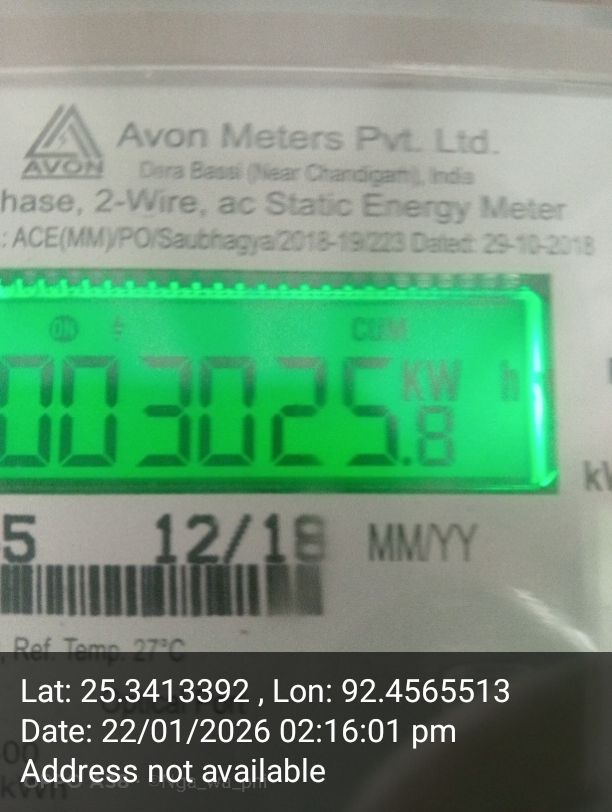 AVON
Avon Meters Pvt. Ltd.
Dera Bassi (Near Chandigarh), India
hase, 2-Wire, ac Static Energy Meter
: ACE(MM)/PO/Saubhagya/2018-19/223 Dated: 29-10-2018
ON CUM
003025.8 KW h
5 12/18 MM/YY
, Ref. Temp. 27°C
Lat: 25.3413392 , Lon: 92.4565513
Date: 22/01/2026 02:16:01 pm
Address not available